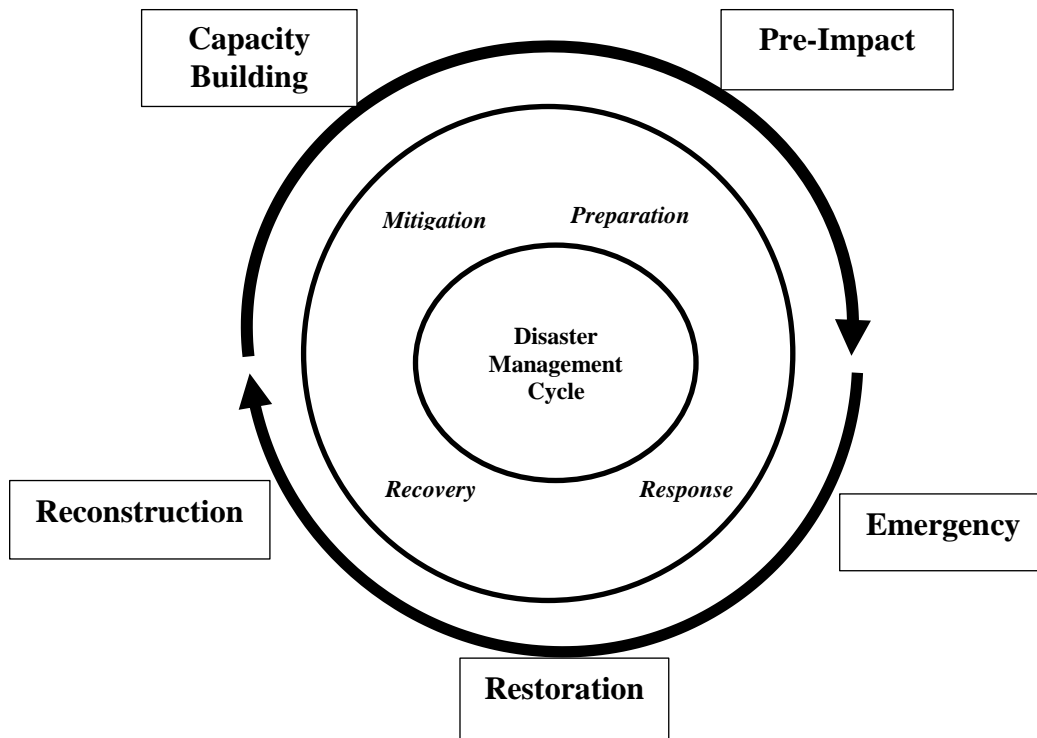 Capacity
Building
Pre-Impact
Mitigation
Preparation
Disaster
Management
Cycle
Recovery
Response
Reconstruction
Emergency
Restoration